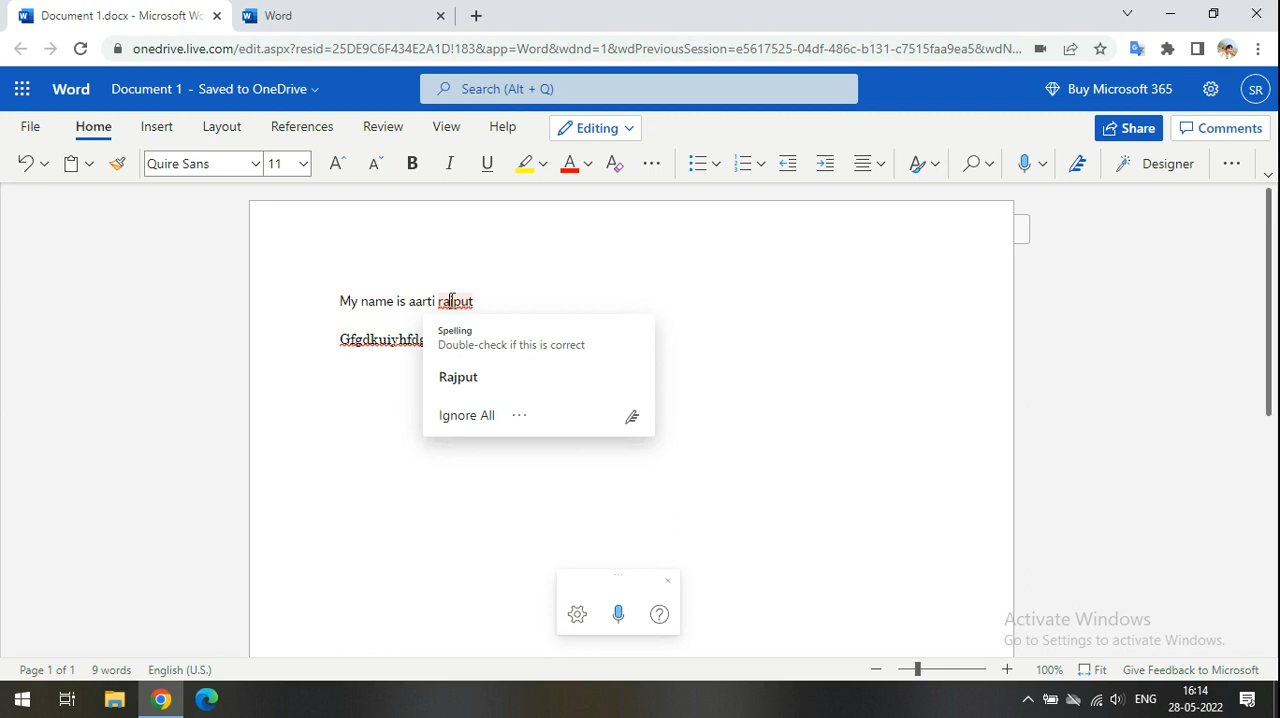 Document 1.docx - Microsoft Wo
Word
onedrive.live.com/edit.aspx?resid=25DE9C6F434E2A1D!183&app=Word&wdnd=1&wdPreviousSession=e5617525-04df-486c-b131-c7515faa9ea5&wdN...
Word
Document 1 - Saved to OneDrive
Search (Alt + Q)
Buy Microsoft 365
SR
File Home Insert Layout References Review View Help Editing Share Comments
Quire Sans 11 A A B I U A A Designer
My name is aarti rajput
Gfgdkuiyhfdg
Spelling
Double-check if this is correct
Rajput
Ignore All
Activate Windows
Go to Settings to activate Windows.
Page 1 of 1 9 words English (U.S.) 100% Fit Give Feedback to Microsoft
ENG
16:14
28-05-2022